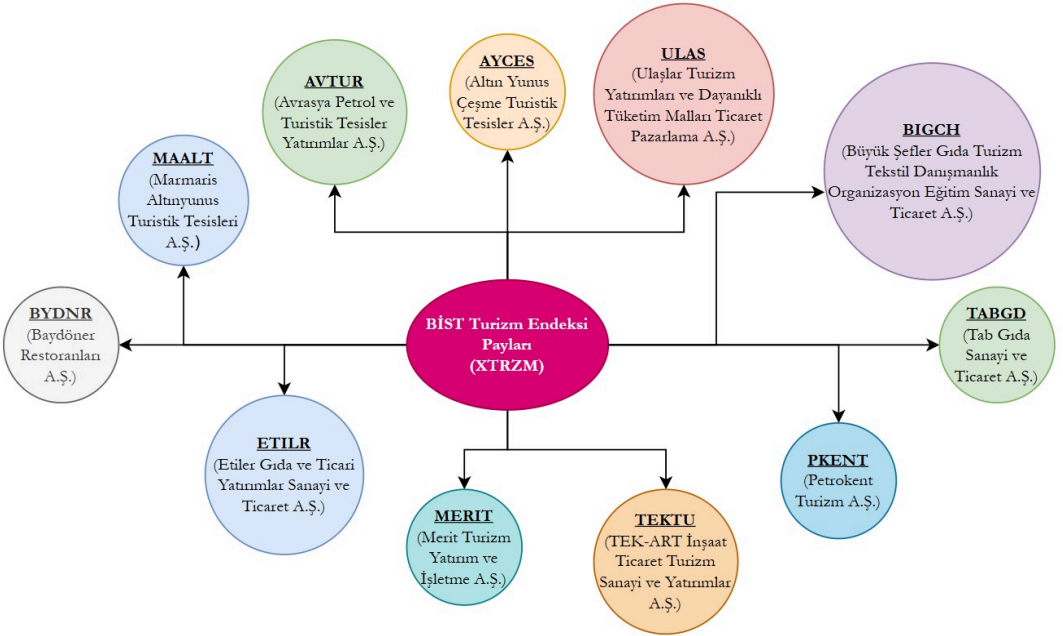 ULAS
(Ulaşlar Turizm
Yatırımları ve Dayanıklı
Tüketim Malları Ticaret
Pazarlama A.Ş.)
AYCES
(Altın Yunus
Çeşme Turistik
Tesisler A.Ş.)
AVTUR
(Avrasya Petrol ve
Turistik Tesisler
Yatırımlar A.Ş.)
BIGCH
(Büyük Şefler Gıda Turizm
Tekstil Danışmanlık
Organizasyon Eğitim Sanayi ve
Ticaret A.Ş.)
MAALT
(Marmaris
Altınyunus
Turistik Tesisleri
A.Ş.)
BYDNR
(Baydöner
Restoranları
A.Ş.)
BİST Turizm Endeksi
Payları
(XTRZM)
TABGD
(Tab Gıda
Sanayi ve
Ticaret A.Ş.)
ETILR
(Etiler Gıda ve Ticari
Yatırımlar Sanayi ve
Ticaret A.Ş.)
MERIT
(Merit Turizm
Yatırım ve
İşletme A.Ş.)
TEKTU
(TEK-ART İnşaat
Ticaret Turizm
Sanayi ve Yatırımlar
A.Ş.)
PKENT
(Petrokent
Turizm A.Ş.)